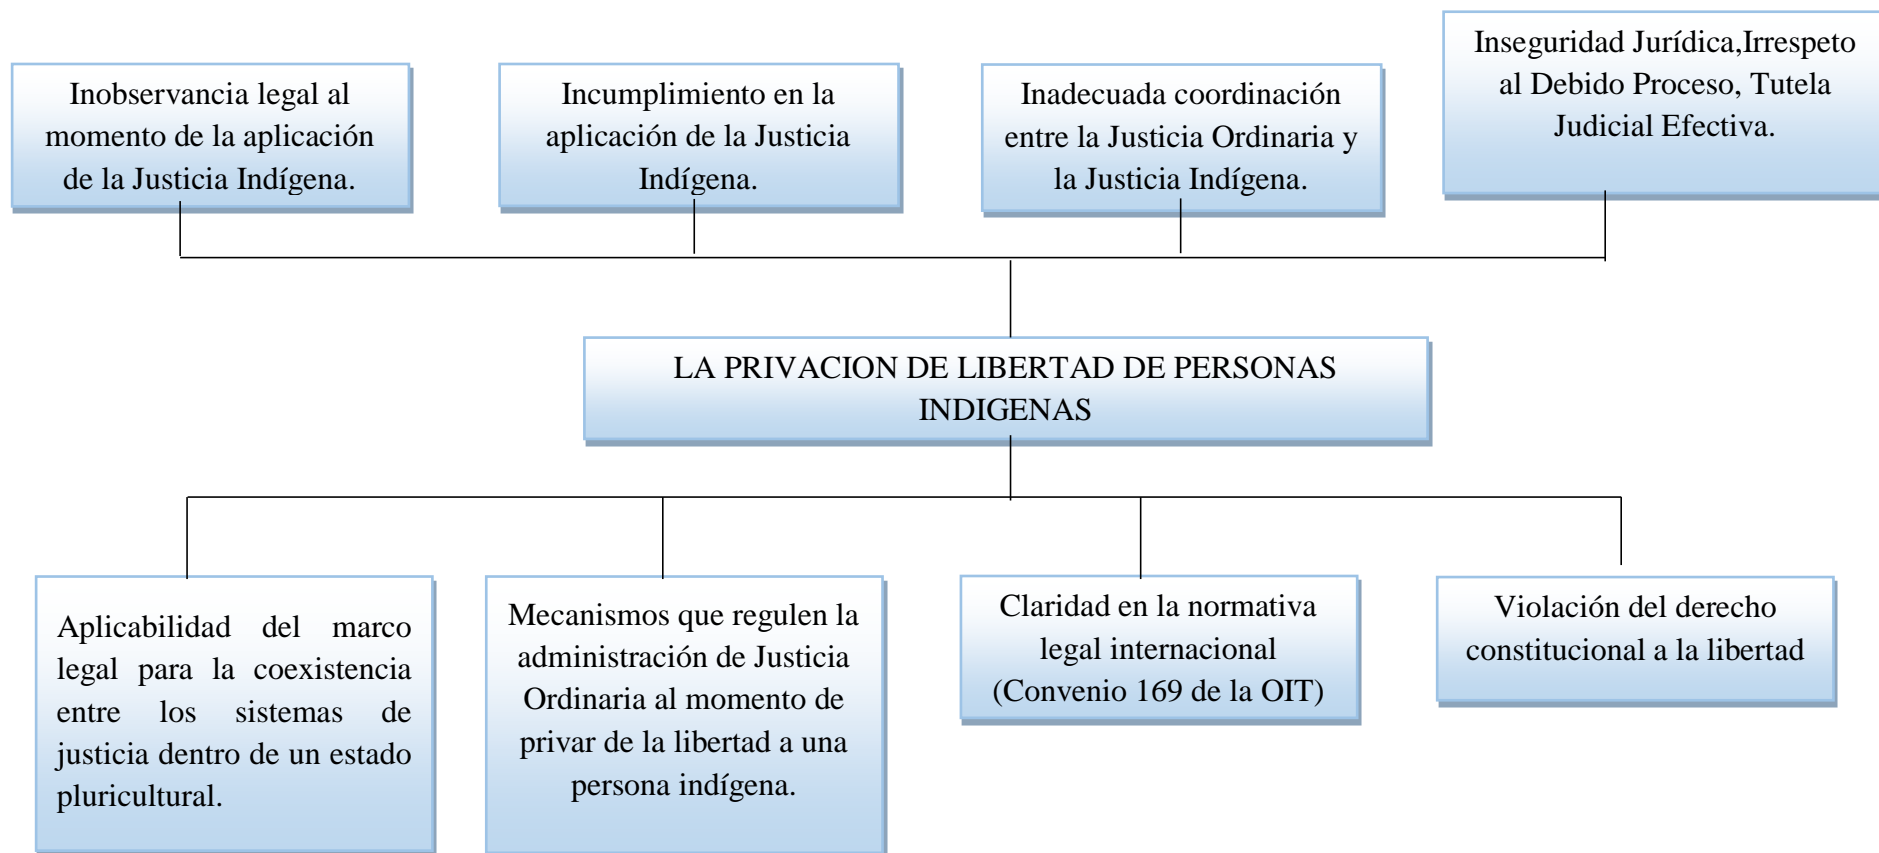 Inobservancia legal al
momento de la aplicación
de la Justicia Indígena.
Incumplimiento en la
aplicación de la Justicia
Indígena.
Inadecuada coordinación
entre la Justicia Ordinaria y
la Justicia Indígena.
Inseguridad Jurídica,Irrespeto
al Debido Proceso, Tutela
Judicial Efectiva.
LA PRIVACION DE LIBERTAD DE PERSONAS
INDIGENAS
Aplicabilidad del marco
legal para la coexistencia
entre los sistemas de
justicia dentro de un estado
pluricultural.
Mecanismos que regulen la
administración de Justicia
Ordinaria al momento de
privar de la libertad a una
persona indígena.
Claridad en la normativa
legal internacional
(Convenio 169 de la OIT)
Violación del derecho
constitucional a la libertad